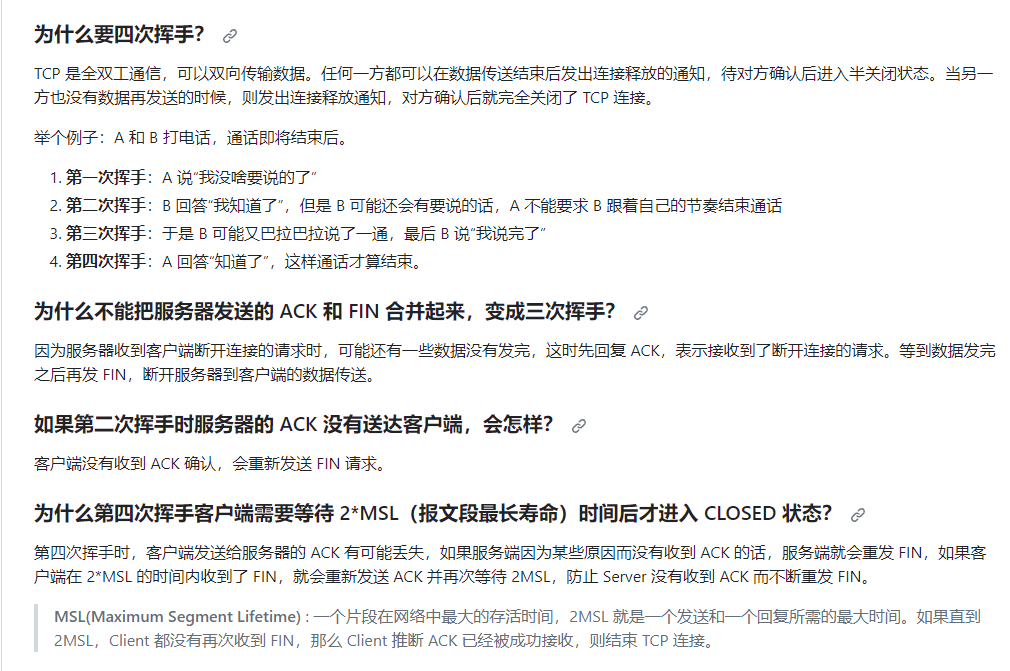 为什么要四次挥手？
TCP 是全双工通信，可以双向传输数据。任何一方都可以在数据传送结束后发出连接释放的通知，待对方确认后进入半关闭状态。当另一
方也没有数据再发送的时候，则发出连接释放通知，对方确认后就完全关闭了 TCP 连接。
举个例子：A 和 B 打电话，通话即将结束后。
1. 第一次挥手：A 说“我没啥要说的了”
2. 第二次挥手：B 回答“我知道了”，但是 B 可能还会有要说的话，A 不能要求 B 跟着自己的节奏结束通话
3. 第三次挥手：于是 B 可能又巴拉巴拉说了一通，最后 B 说“我说完了”
4. 第四次挥手：A 回答“知道了”，这样通话才算结束。
为什么不能把服务器发送的 ACK 和 FIN 合并起来，变成三次挥手？
因为服务器收到客户端断开连接的请求时，可能还有一些数据没有发完，这时先回复 ACK，表示接收到了断开连接的请求。等到数据发完
之后再发 FIN，断开服务器到客户端的数据传送。
如果第二次挥手时服务器的 ACK 没有送达客户端，会怎样？
客户端没有收到 ACK 确认，会重新发送 FIN 请求。
为什么第四次挥手客户端需要等待 2*MSL（报文段最长寿命）时间后才进入 CLOSED 状态？
第四次挥手时，客户端发送给服务器的 ACK 有可能丢失，如果服务端因为某些原因而没有收到 ACK 的话，服务端就会重发 FIN，如果客
户端在 2*MSL 的时间内收到了 FIN，就会重新发送 ACK 并再次等待 2MSL，防止 Server 没有收到 ACK 而不断重发 FIN。
MSL(Maximum Segment Lifetime) : 一个片段在网络中最大的存活时间，2MSL 就是一个发送和一个回复所需的最大时间。如果直到
2MSL，Client 都没有再次收到 FIN，那么 Client 推断 ACK 已经被成功接收，则结束 TCP 连接。